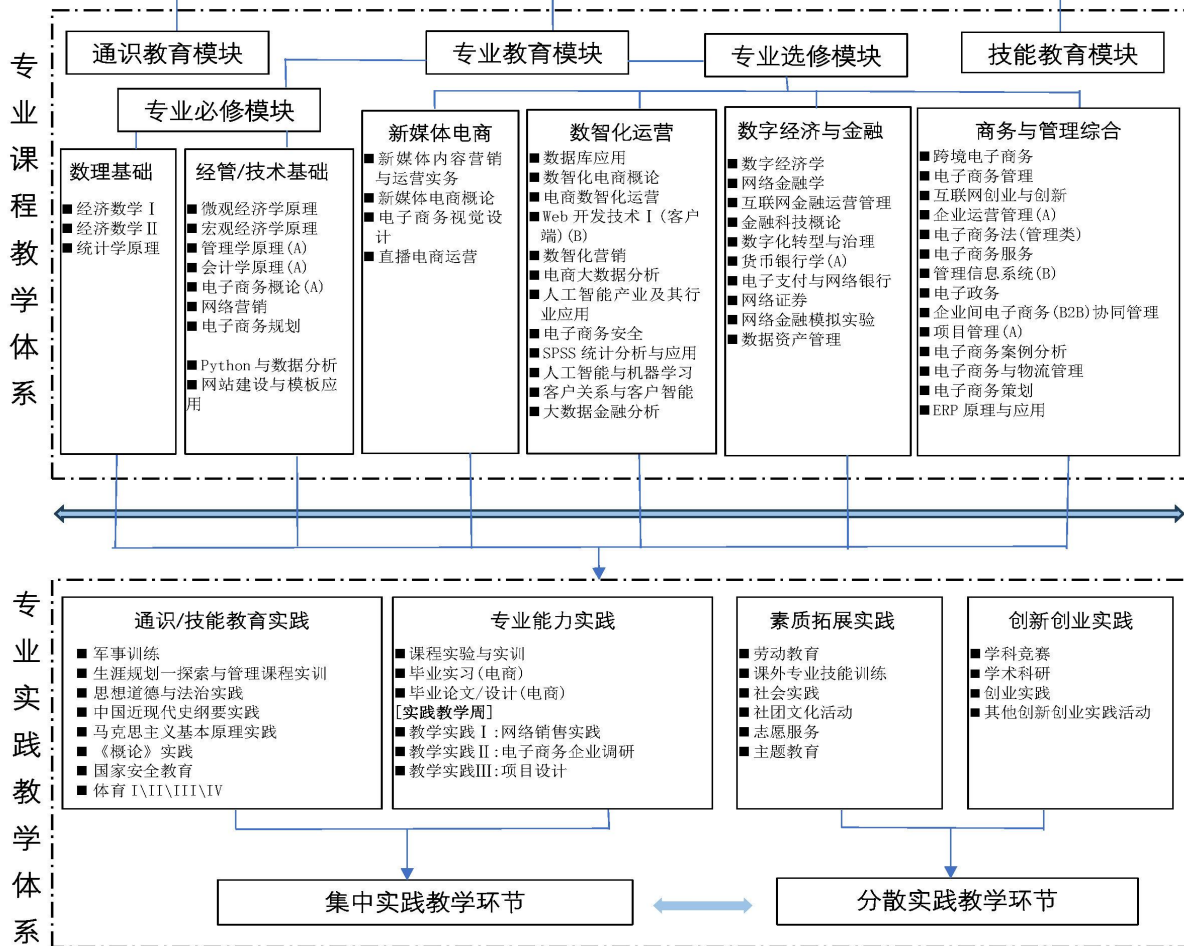 专业课程教学体系
通识教育模块
专业教育模块
专业选修模块
技能教育模块
专业必修模块
数理基础
■ 经济数学Ⅰ
■ 经济数学Ⅱ
■ 统计学原理
经管/技术基础
■ 微观经济学原理
■ 宏观经济学原理
■ 管理学原理(A)
■ 会计学原理(A)
■ 电子商务概论(A)
■ 网络营销
■ 电子商务规划
■ Python 与数据分析
■ 网站建设与模板应
用
新媒体电商
■ 新媒体内容营销
与运营实务
■ 新媒体电商概论
■ 电子商务视觉设
计
■ 直播电商运营
数智化运营
■ 数据库应用
■ 数智化电商概论
■ 电商数智化运营
■ Web 开发技术Ⅰ(客户
端)(B)
■ 数智化营销
■ 电商大数据分析
■ 人工智能产业及其行
业应用
■ 电子商务安全
■ SPSS 统计分析与应用
■ 人工智能与机器学习
■ 客户关系与客户智能
■ 大数据金融分析
数字经济与金融
■ 数字经济学
■ 网络金融学
■ 互联网金融运营管理
■ 金融科技概论
■ 数字化转型与治理
■ 货币银行学(A)
■ 电子支付与网络银行
■ 网络证券
■ 网络金融模拟实验
■ 数据资产管理
商务与管理综合
■ 跨境电子商务
■ 电子商务管理
■ 互联网创业与创新
■ 企业运营管理(A)
■ 电子商务法(管理类)
■ 电子商务服务
■ 管理信息系统(B)
■ 电子政务
■ 企业间电子商务(B2B)协同管理
■ 项目管理(A)
■ 电子商务案例分析
■ 电子商务与物流管理
■ 电子商务策划
■ ERP 原理与应用
专业实践教学体系
通识/技能教育实践
■ 军事训练
■ 生涯规划一探索与管理课程实训
■ 思想道德与法治实践
■ 中国近现代史纲要实践
■ 马克思主义基本原理实践
■ 《概论》实践
■ 国家安全教育
■ 体育 I\II\III\IV
专业能力实践
■ 课程实验与实训
■ 毕业实习(电商)
■ 毕业论文/设计(电商)
[实践教学周]
■ 教学实践Ⅰ:网络销售实践
■ 教学实践Ⅱ:电子商务企业调研
■ 教学实践Ⅲ:项目设计
素质拓展实践
■ 劳动教育
■ 课外专业技能训练
■ 社会实践
■ 社团文化活动
■ 志愿服务
■ 主题教育
创新创业实践
■ 学科竞赛
■ 学术科研
■ 创业实践
■ 其他创新创业实践活动
集中实践教学环节
分散实践教学环节